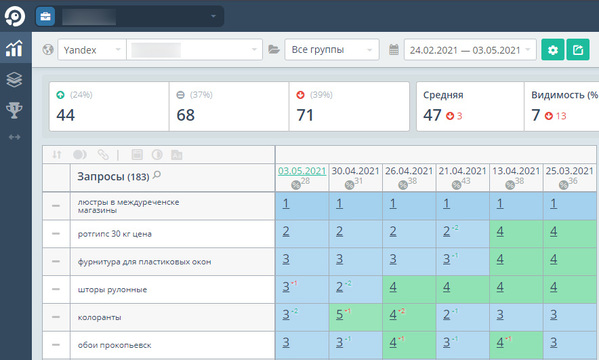 Yandex
Все группы
24.02.2021 — 03.05.2021
(24%)
44
(37%)
68
(39%)
71
Средняя
47 3
Видимость (%
7 13
Запросы (183)
03.05.2021 30.04.2021 26.04.2021 21.04.2021 13.04.2021 25.03.2021
% 28 % 31 % 38 % 43 % 38 % 36
люстры в междуреченске
магазины
1 1 1 1 1 1
ротгипс 30 кг цена
2 2 2 2 +2 4 4
фурнитура для пластиковых окон
3 3 3 3 +1 4 4
шторы рулонные
3 -1 2 +2 4 4 4 4
колоранты
3 +2 5 -1 4 -2 2 +1 3 3
обои прокопьевск
3 3 +1 4 -1 3 +1 4 -1 3